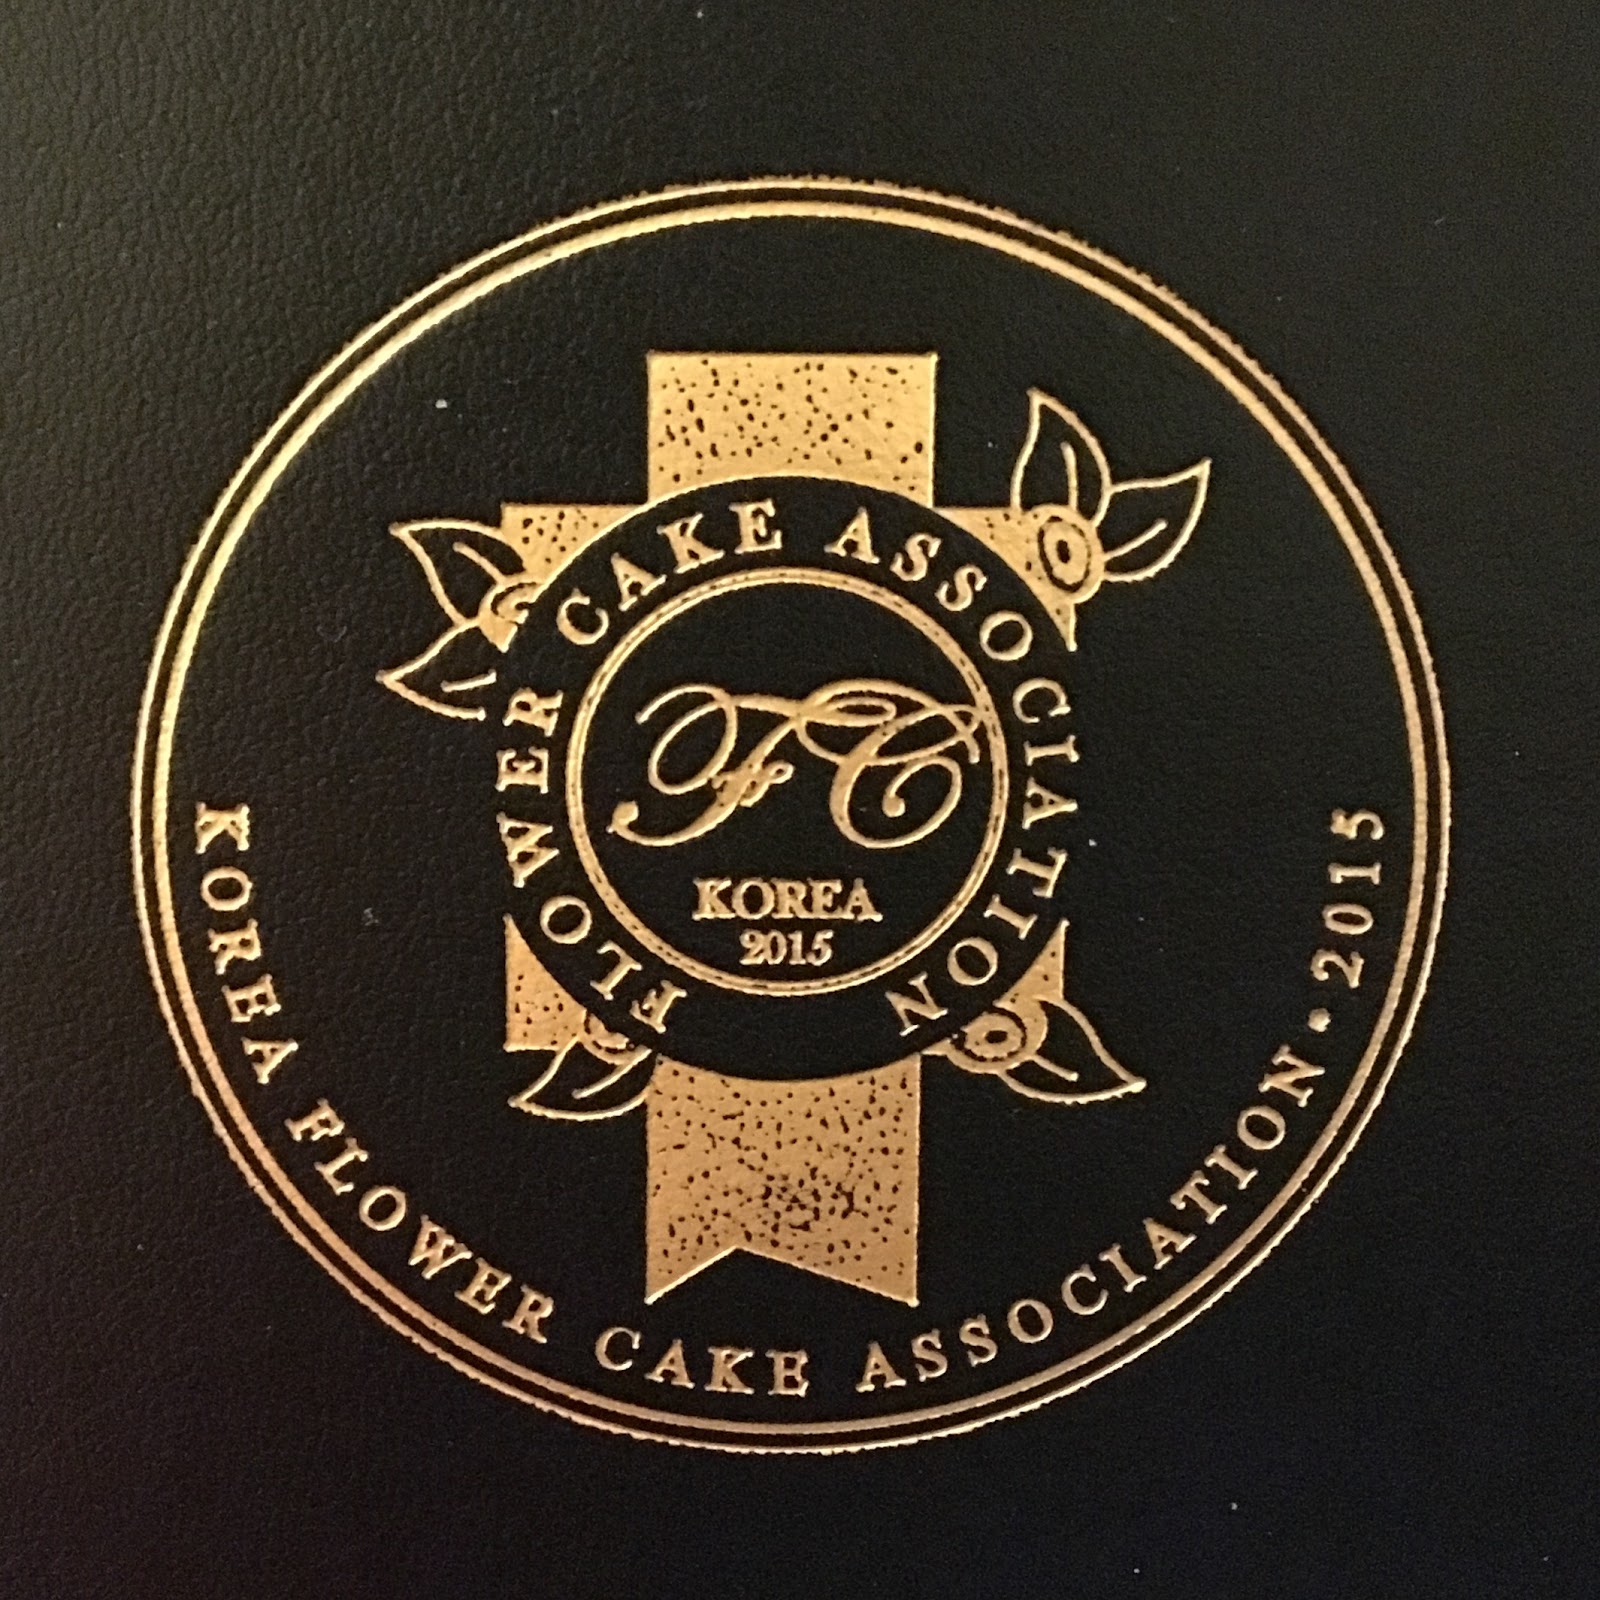 FLOWER CAKE ASSOCIATION
FC
KOREA
2015
KOREA FLOWER CAKE ASSOCIATION · 2015